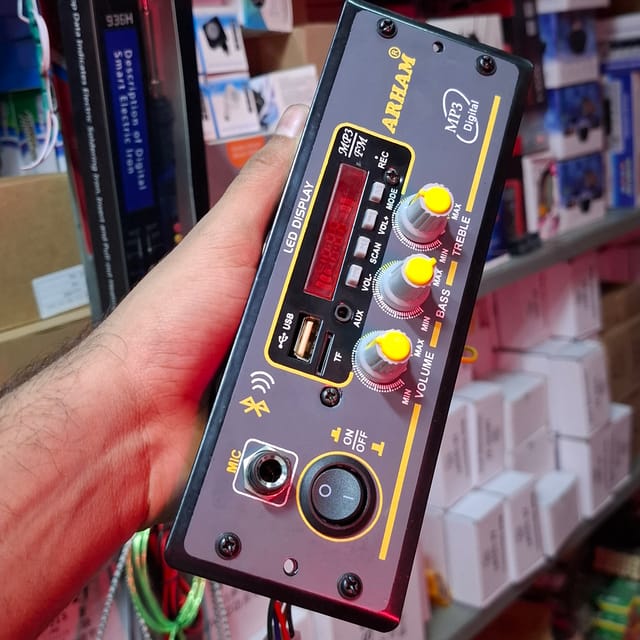 936H
Description of Digital
Smart Electric Iron
ARHAM®
MP3
Digital
MP3
FM
REC
MODE
VOL+
SCAN
VOL-
LED DISPLAY
AUX
USB
TF
MAX
MIN
TREBLE
MAX
MIN
BASS
MAX
MIN
VOLUME
MIC
ON
OFF
O I